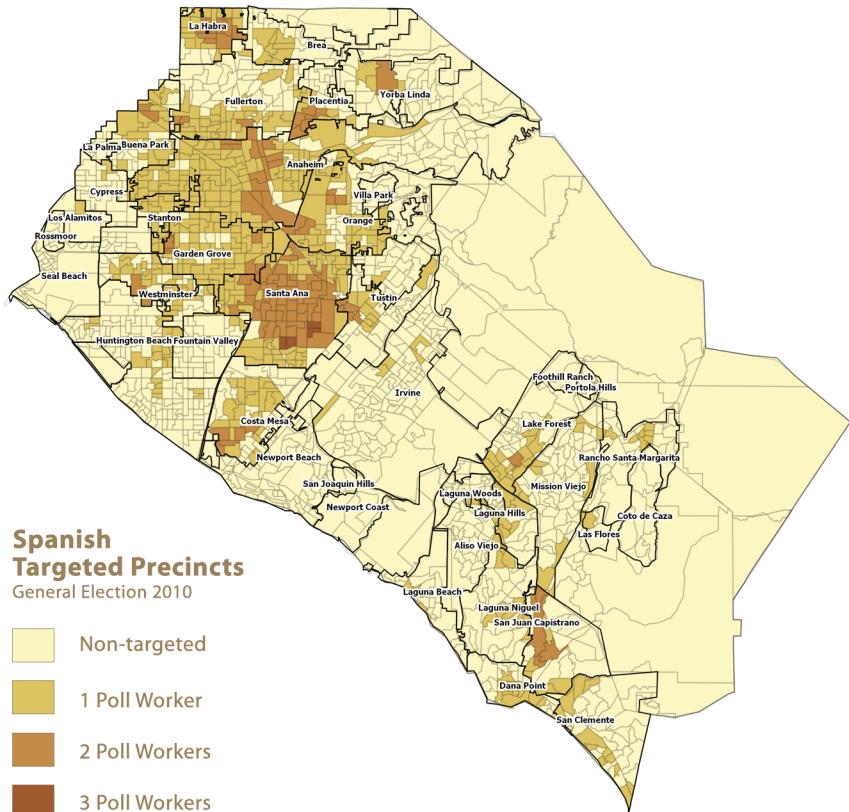 La Habra
Brea
Fullerton
Placentia
Yorba Linda
La Palma
Buena Park
Anaheim
Cypress
Villa Park
Los Alamitos
Stanton
Orange
Rossmoor
Garden Grove
Seal Beach
Westminster
Santa Ana
Tustin
Huntington Beach
Fountain Valley
Foothill Ranch
Portola Hills
Irvine
Costa Mesa
Lake Forest
Newport Beach
Rancho Santa Margarita
San Joaquin Hills
Mission Viejo
Laguna Woods
Newport Coast
Laguna Hills
Coto de Caza
Las Flores
Aliso Viejo
Laguna Beach
Laguna Niguel
San Juan Capistrano
Dana Point
San Clemente
Spanish
Targeted Precincts
General Election 2010
Non-targeted
1 Poll Worker
2 Poll Workers
3 Poll Workers